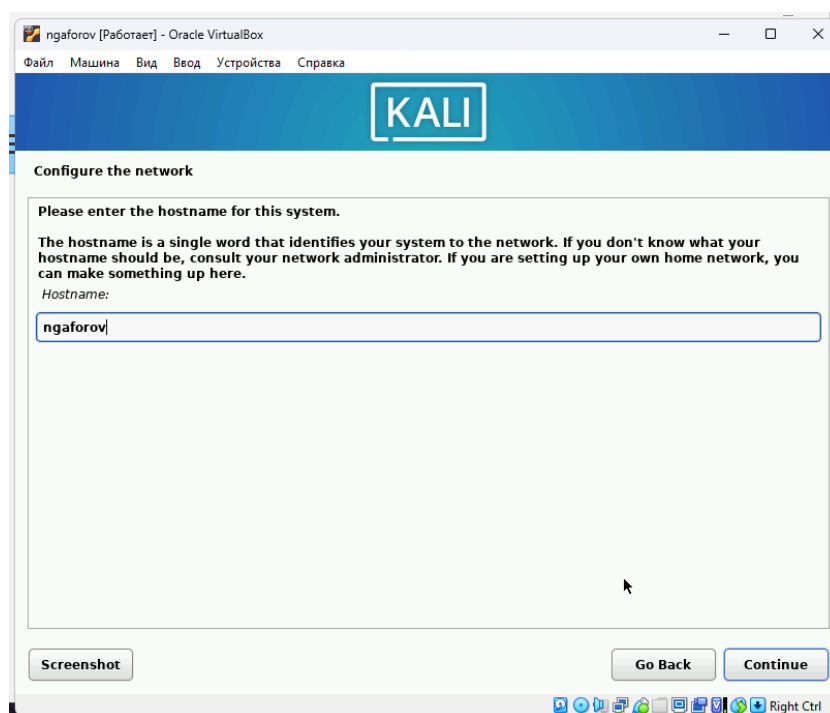 ngaforov [Работает] - Oracle VirtualBox
Файл Машина Вид Ввод Устройства Справка
KALI
Configure the network
Please enter the hostname for this system.
The hostname is a single word that identifies your system to the network. If you don't know what your
hostname should be, consult your network administrator. If you are setting up your own home network, you
can make something up here.
Hostname:
ngaforov
Screenshot
Go Back
Continue
Right Ctrl